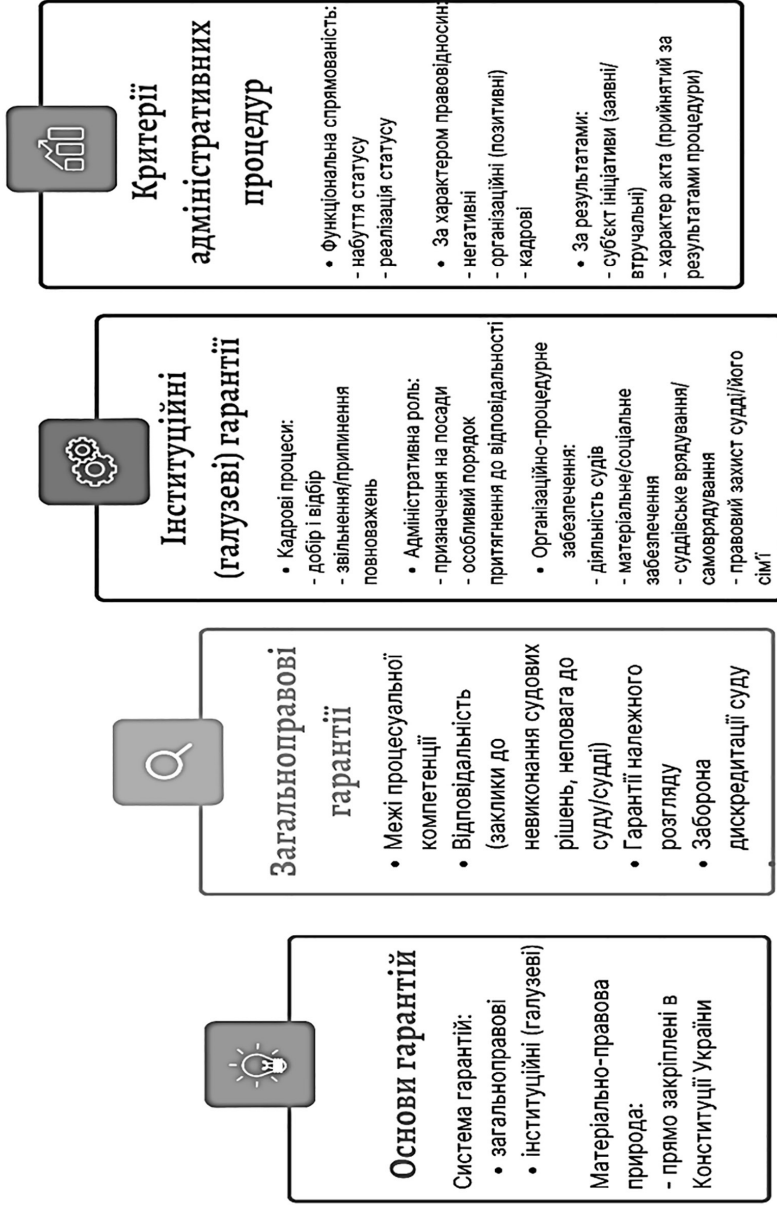 Основи гарантій
Система гарантій:
• загальноправові
• інституційні (галузеві)
Матеріально-правова
природа:
- прямо закріплені в
Конституції України
Загальноправові
гарантії
• Межі процесуальної
компетенції
• Відповідальність
(заклики до
невиконання судових
рішень, неповага до
суду/судді)
• Гарантії належного
розгляду
• Заборона
дискредитації суду
Інституційні
(галузеві) гарантії
• Кадрові процеси:
- добір і відбір
- звільнення/припинення
повноважень
• Адміністративна роль:
- призначення на посади
- особливий порядок
притягнення до відповідальності
• Організаційно-процедурне
забезпечення:
- діяльність судів
- матеріальне/соціальне
забезпечення
- суддівське врядування/
самоврядування
- правовий захист судді/його
сім'ї
Критерії
адміністративних
процедур
• Функціональна спрямованість:
- набуття статусу
- реалізація статусу
• За характером правовідносин:
- негативні
- організаційні (позитивні)
- кадрові
• За результатами:
- суб'єкт ініціативи (заявні/
втручальні)
- характер акта (прийнятий за
результатами процедури)